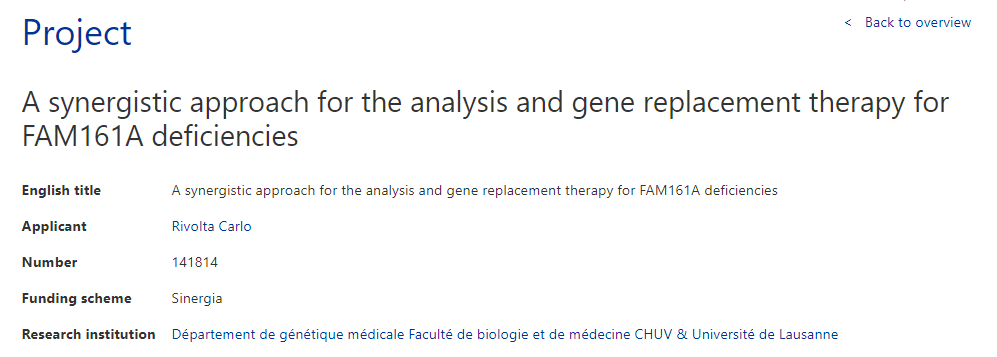 Project
< Back to overview
A synergistic approach for the analysis and gene replacement therapy for
FAM161A deficiencies
English title A synergistic approach for the analysis and gene replacement therapy for FAM161A deficiencies
Applicant Rivolta Carlo
Number 141814
Funding scheme Sinergia
Research institution Département de génétique médicale Faculté de biologie et de médecine CHUV & Université de Lausanne